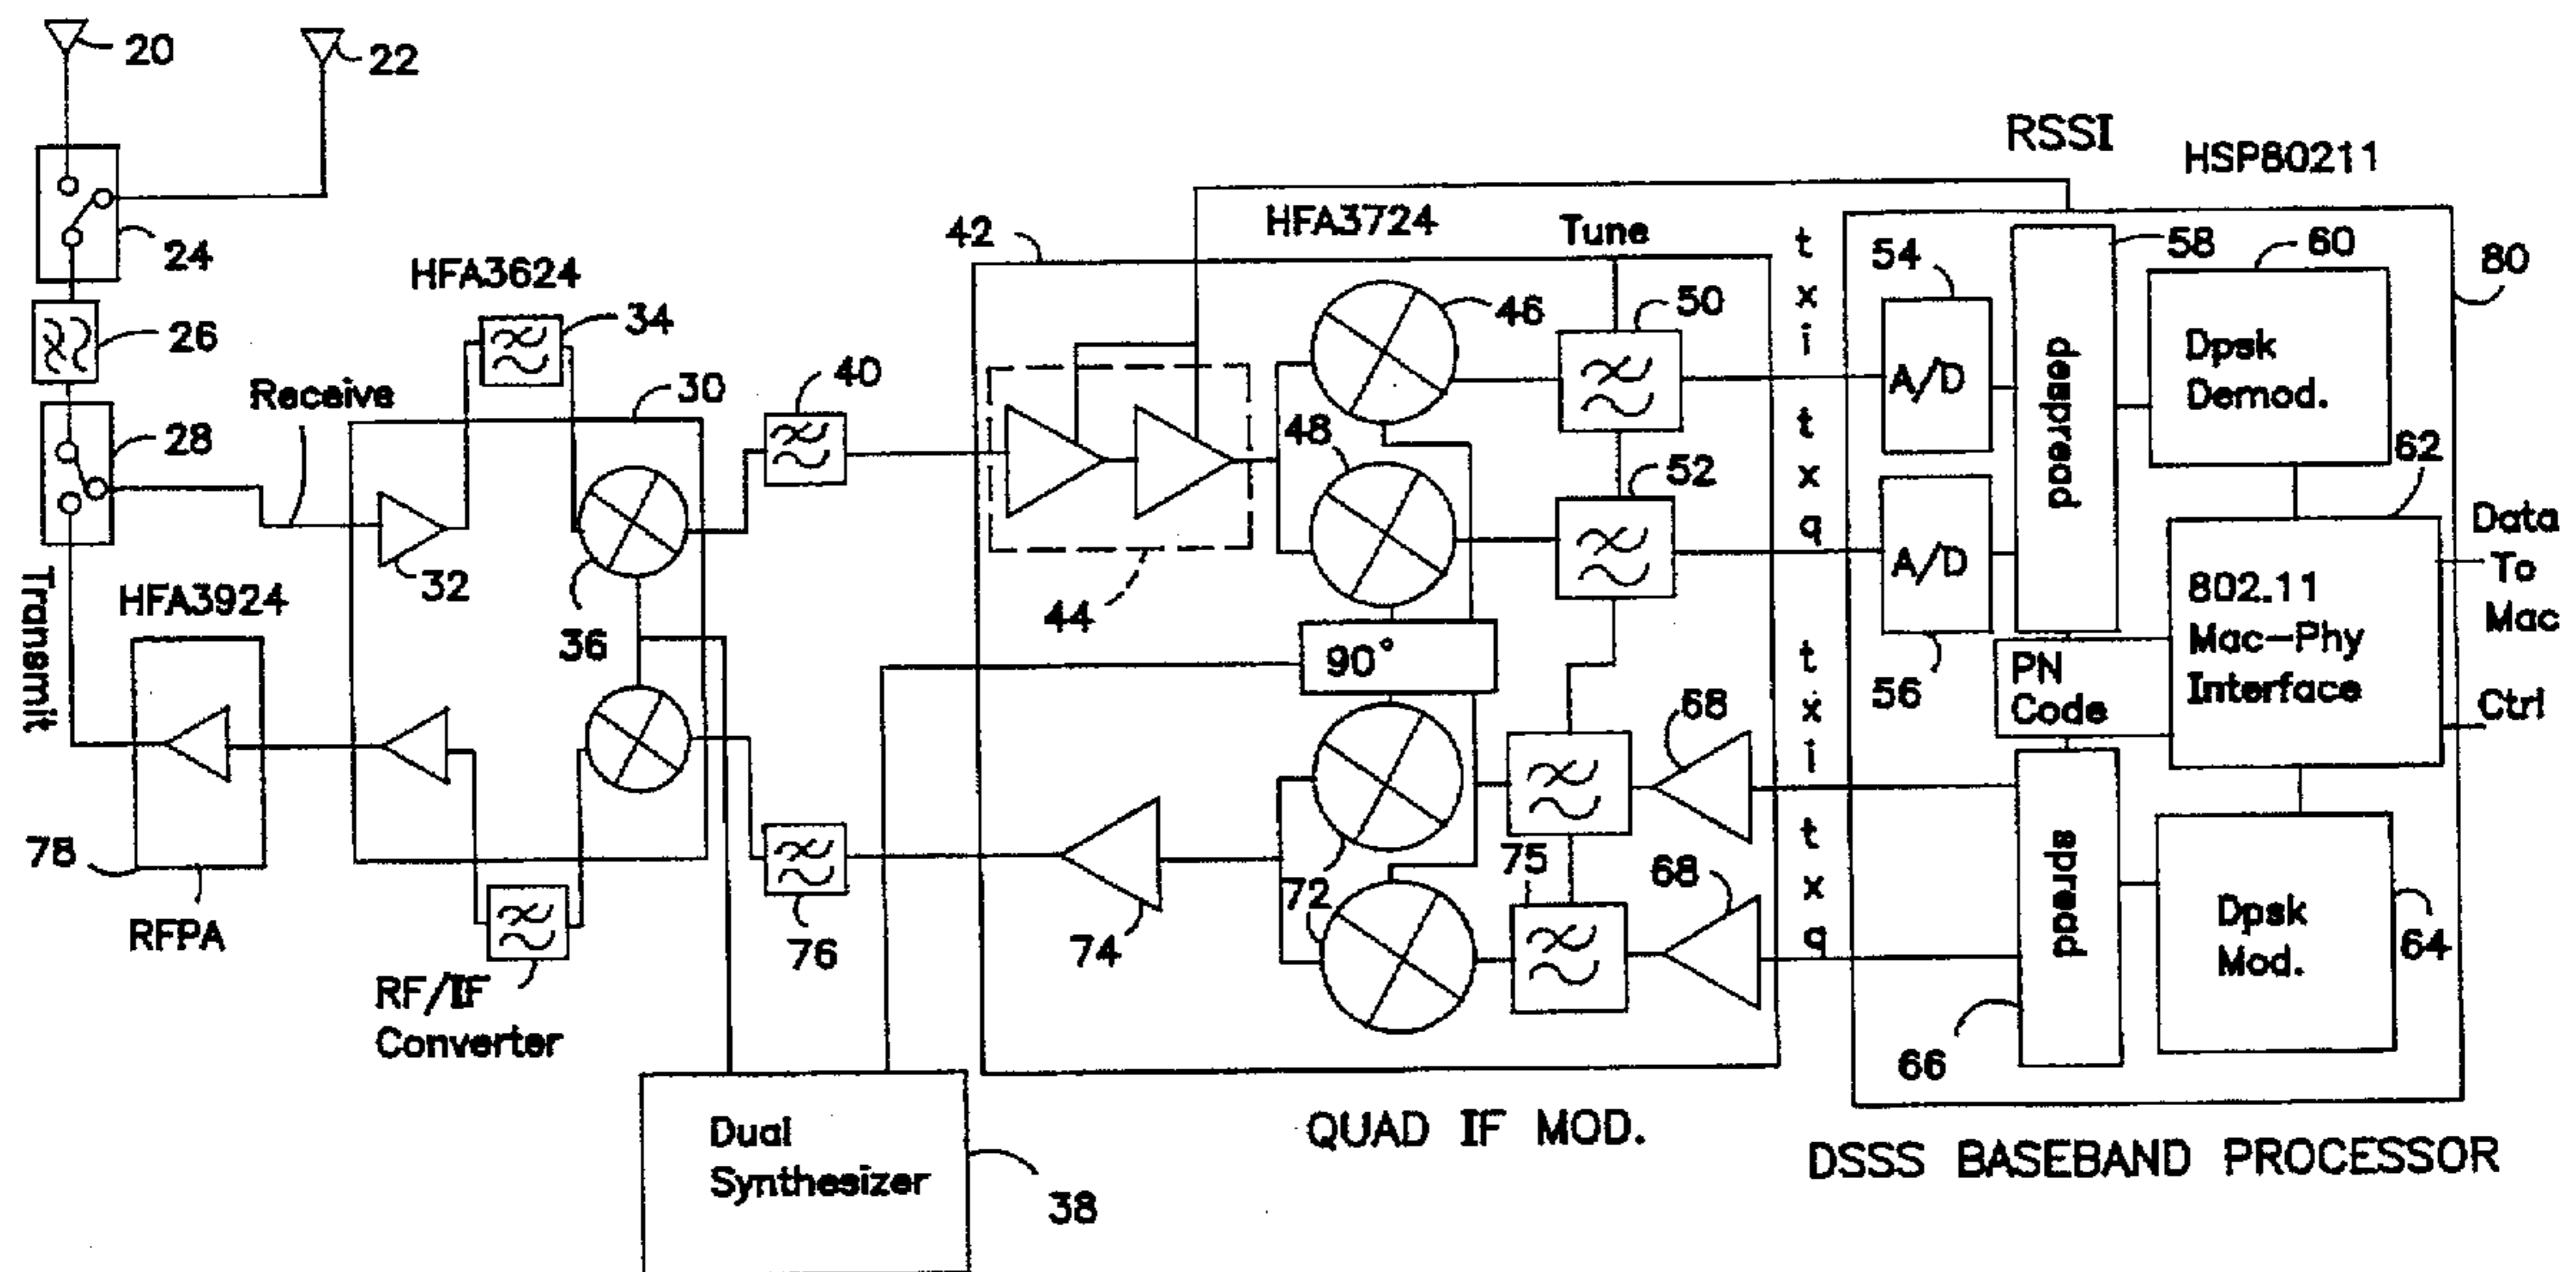 20
22
RSSI
HSP80211
HFA3724
Tune
42
24
HFA3624
58
60
80
54
26
34
46
50
t
x
i
Receive
30
40
28
48
52
t
x
q
A/D
despread
Dpsk
Demod.
62
Data
To
Mac
Transmit
HFA3924
32
36
44
90°
A/D
56
802.11
Mac-Phy
Interface
PN
Code
Ctrl
68
t
x
i
78
RFPA
RF/IF
Converter
76
74
72
75
68
t
x
q
spread
66
Dpsk
Mod.
64
Dual
Synthesizer
38
QUAD IF MOD.
DSSS BASEBAND PROCESSOR